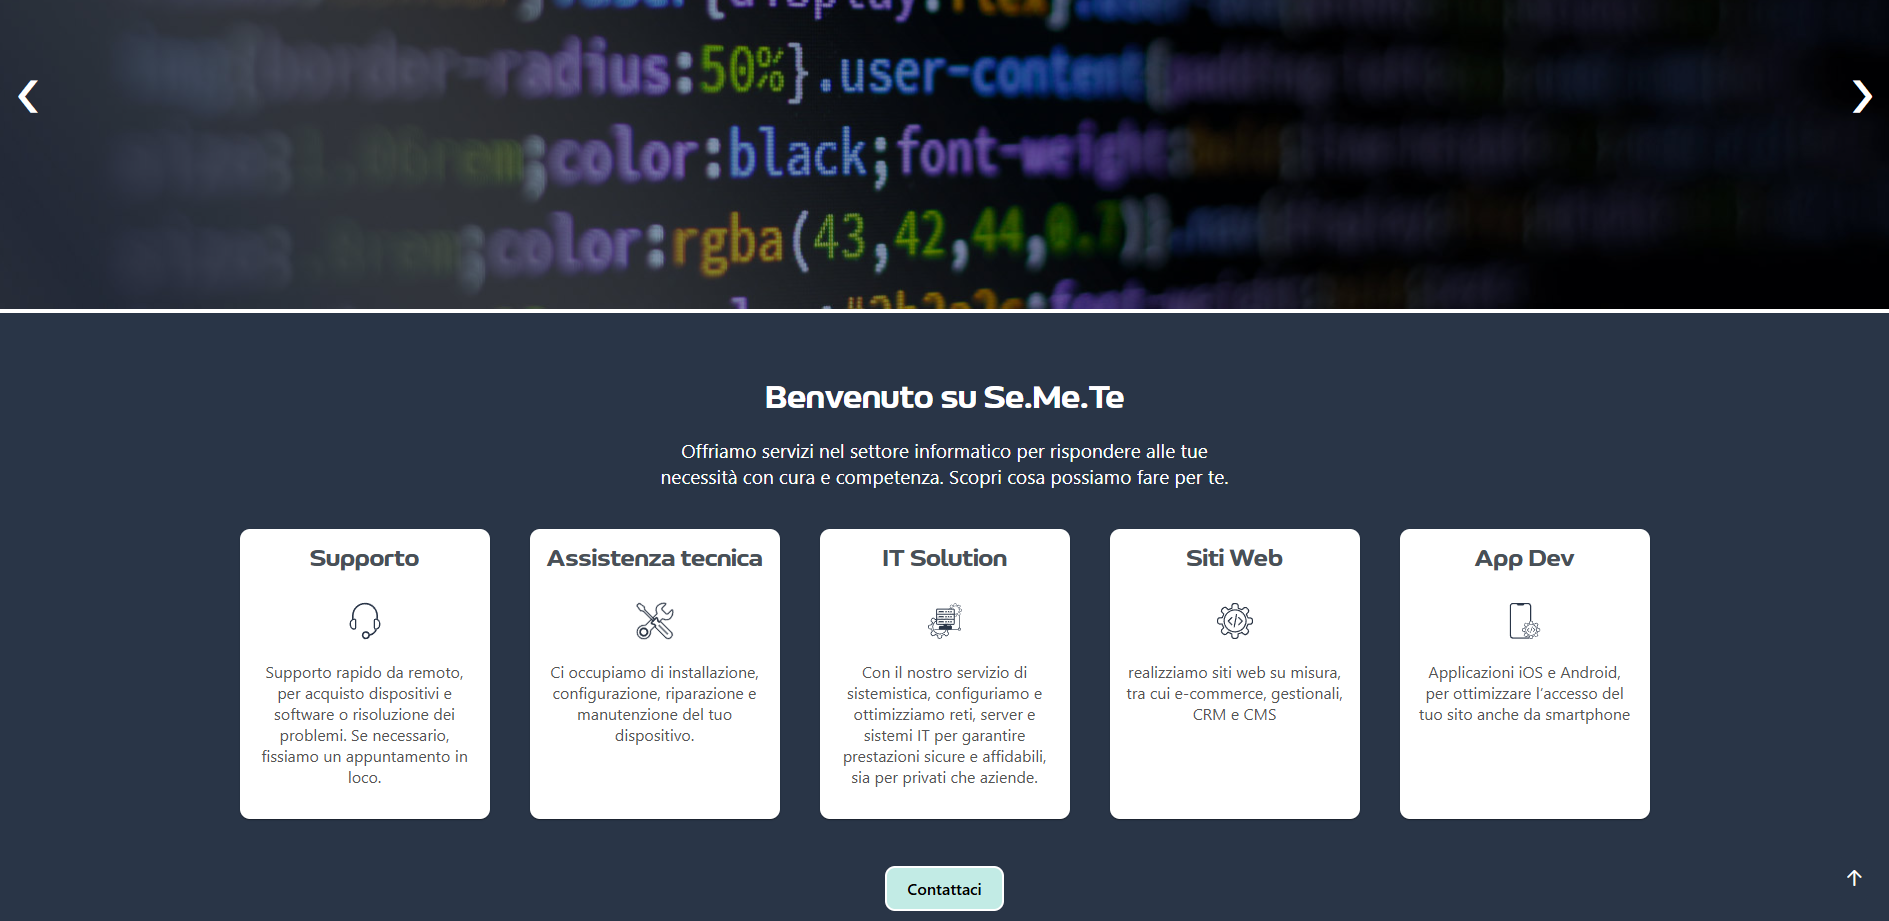 border-radius:50%}.user-content
;color:black;font-weight
;color:rgba(43,42,44,0.7)
Benvenuto su Se.Me.Te
Offriamo servizi nel settore informatico per rispondere alle tue
necessità con cura e competenza. Scopri cosa possiamo fare per te.
Supporto
Supporto rapido da remoto,
per acquisto dispositivi e
software o risoluzione dei
problemi. Se necessario,
fissiamo un appuntamento in
loco.
Assistenza tecnica
Ci occupiamo di installazione,
configurazione, riparazione e
manutenzione del tuo
dispositivo.
IT Solution
Con il nostro servizio di
sistemistica, configuriamo e
ottimizziamo reti, server e
sistemi IT per garantire
prestazioni sicure e affidabili,
sia per privati che aziende.
Siti Web
realizziamo siti web su misura,
tra cui e-commerce, gestionali,
CRM e CMS
App Dev
Applicazioni iOS e Android,
per ottimizzare l'accesso del
tuo sito anche da smartphone
Contattaci